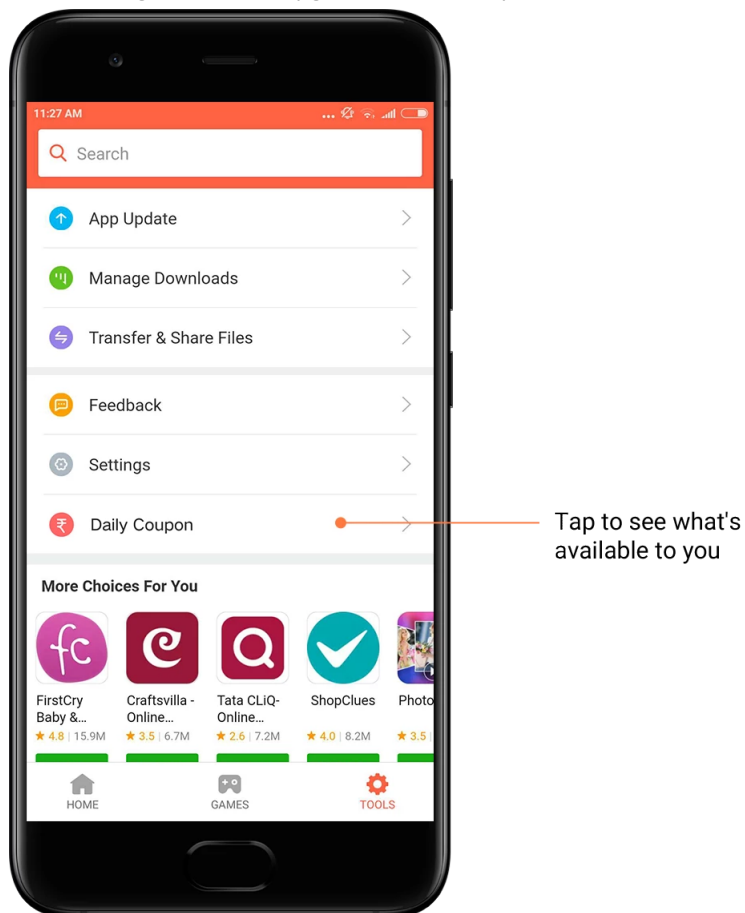 11:27 AM
Search
App Update
Manage Downloads
Transfer & Share Files
Feedback
Settings
₹ Daily Coupon
Tap to see what's
available to you
More Choices For You
fc
FirstCry
Baby &...
★ 4.8 | 15.9M
Craftsvilla -
Online...
★ 3.5 | 6.7M
Tata CLiQ-
Online...
★ 2.6 | 7.2M
ShopClues
★ 4.0 | 8.2M
Photo
★ 3.5 |
HOME
GAMES
TOOLS